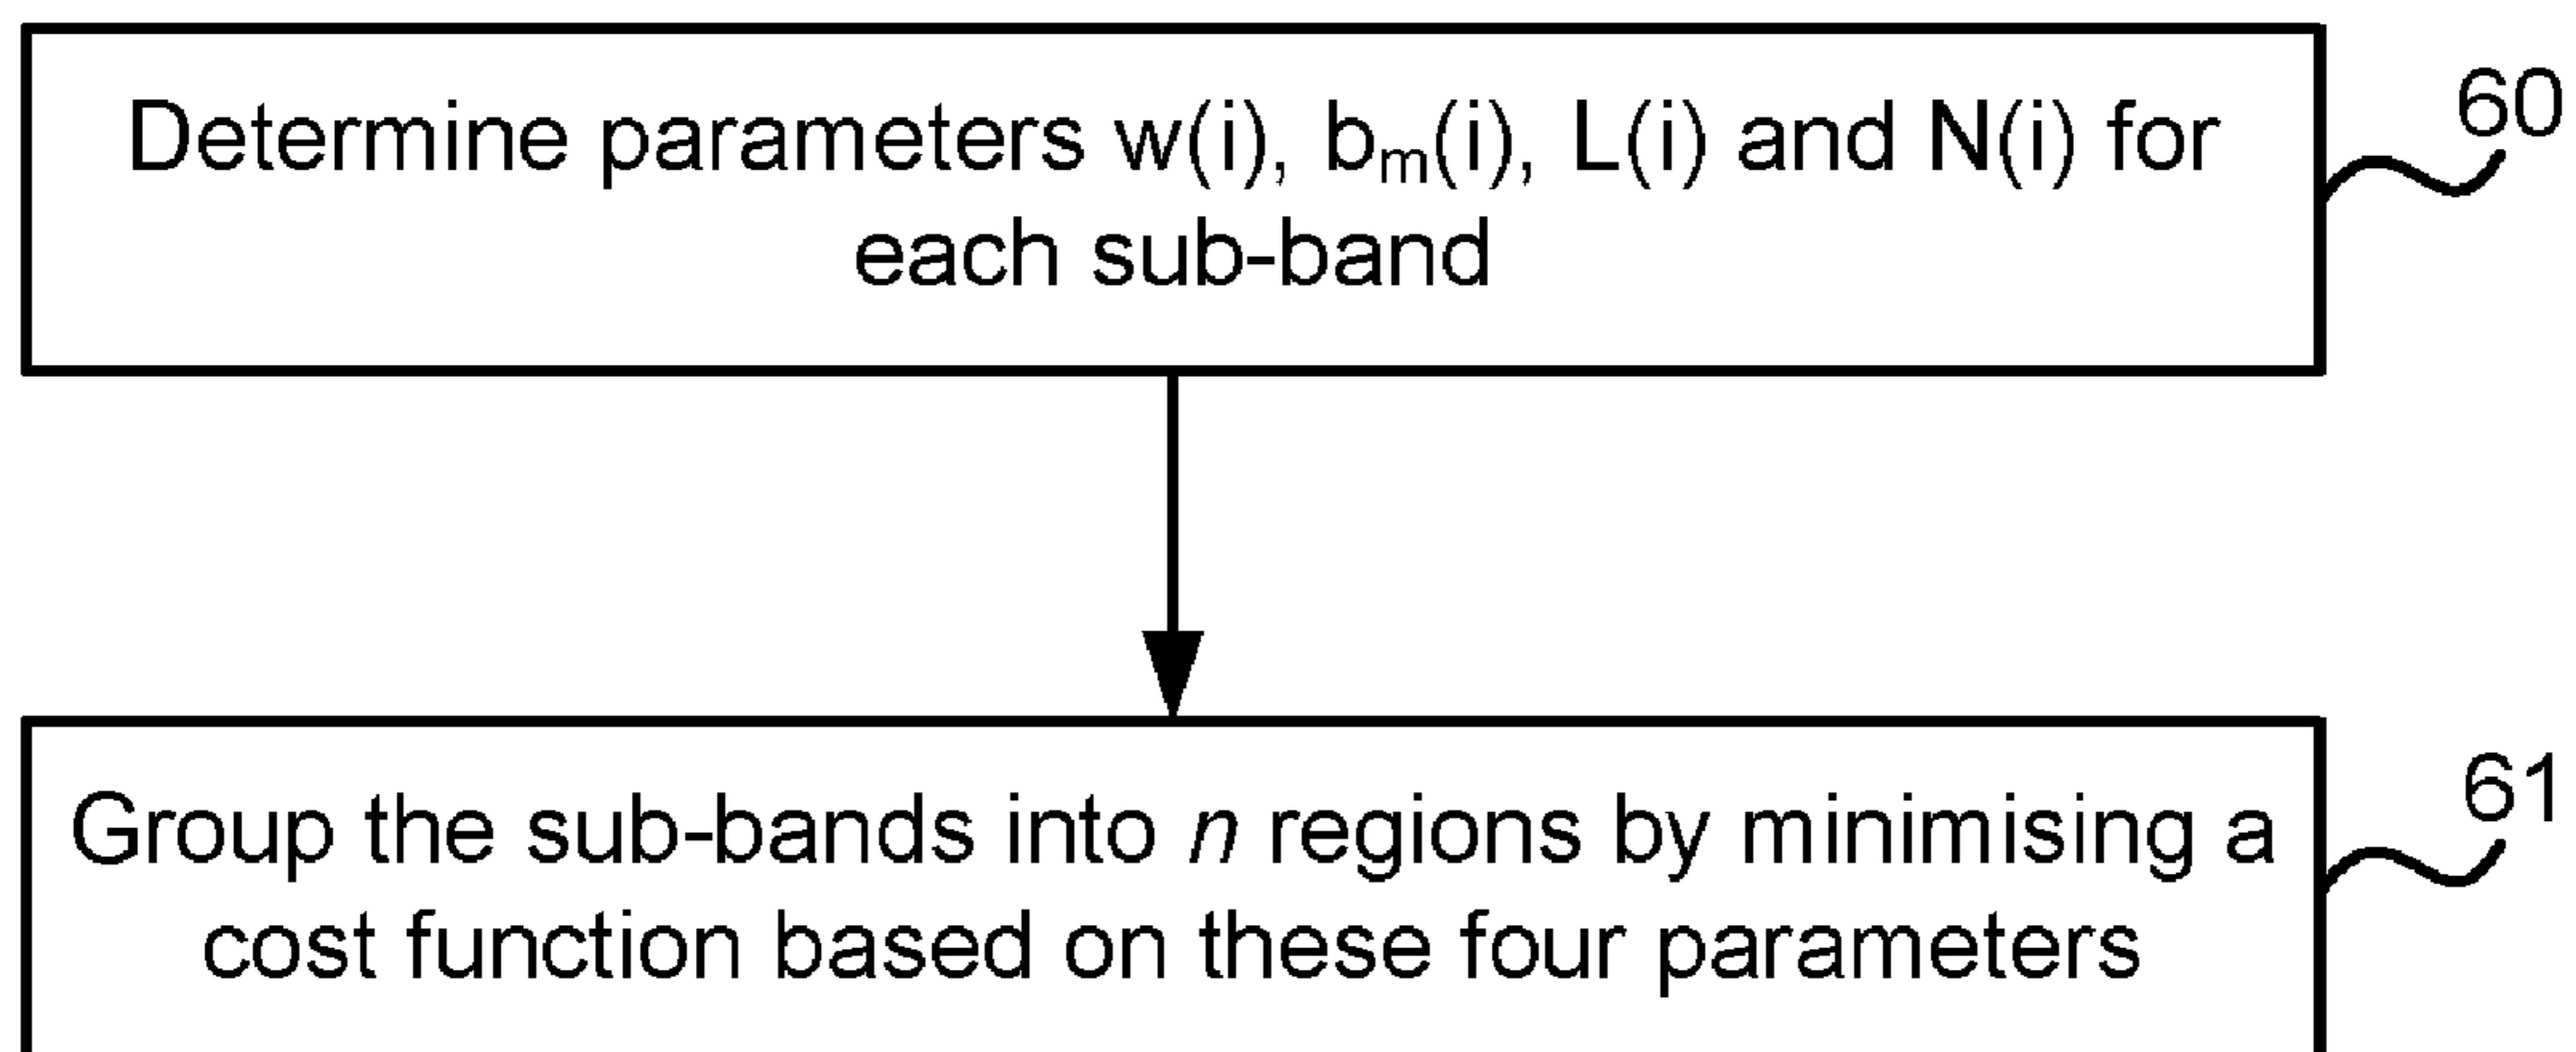 Determine parameters w(i), bₘ(i), L(i) and N(i) for
each sub-band
60
Group the sub-bands into n regions by minimising a
cost function based on these four parameters
61